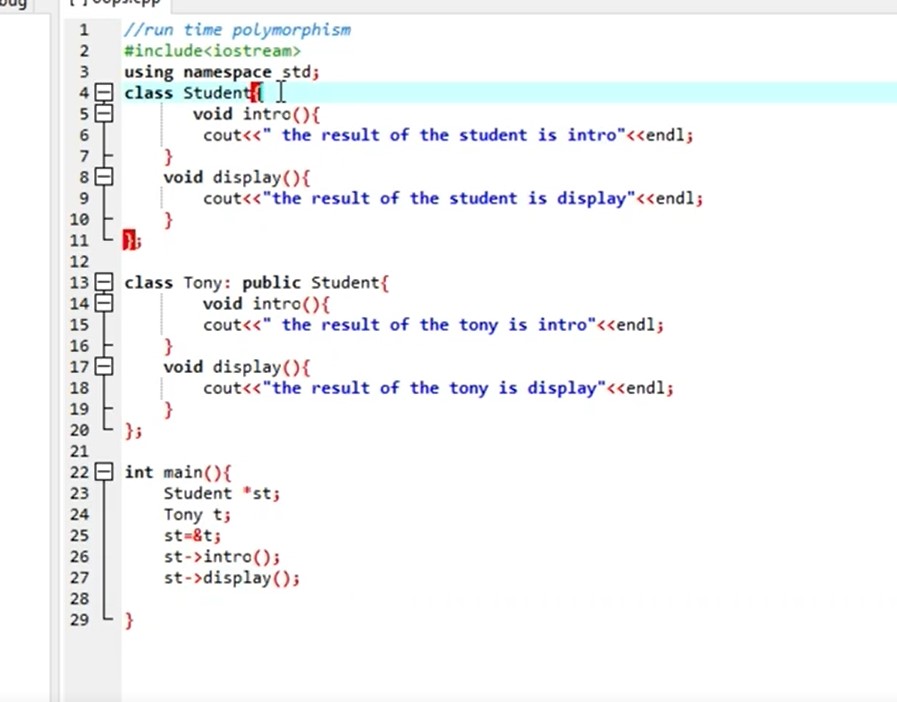 oops.cpp
1 //run time polymorphism
2 #include<iostream>
3 using namespace std;
4 class Student{
5 void intro(){
6 cout<<" the result of the student is intro"<<endl;
7 }
8 void display(){
9 cout<<"the result of the student is display"<<endl;
10 }
11 };
12
13 class Tony: public Student{
14 void intro(){
15 cout<<" the result of the tony is intro"<<endl;
16 }
17 void display(){
18 cout<<"the result of the tony is display"<<endl;
19 }
20 };
21
22 int main(){
23 Student *st;
24 Tony t;
25 st=&t;
26 st->intro();
27 st->display();
28
29 }